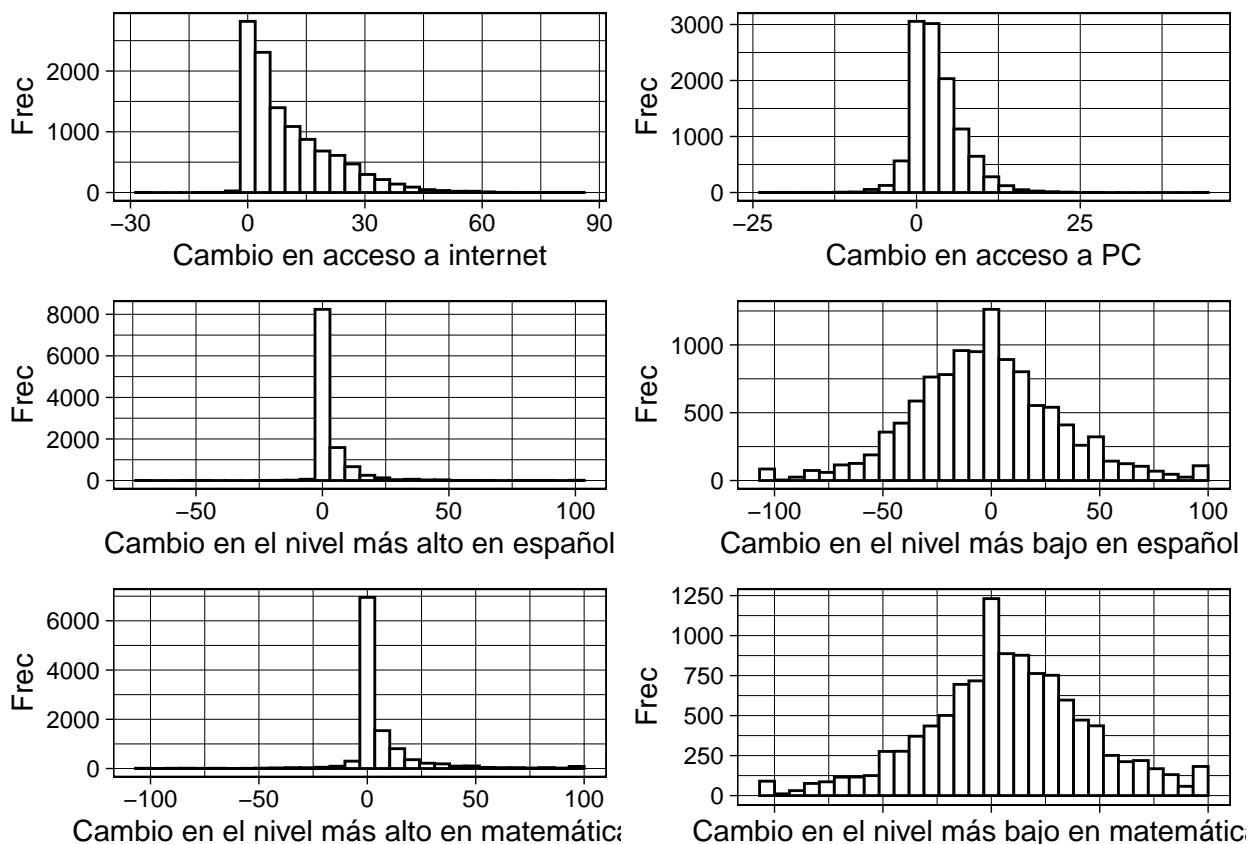 Frec
2000
1000
0
−30 0 30 60 90
Cambio en acceso a internet
Frec
3000
2000
1000
0
−25 0 25
Cambio en acceso a PC
Frec
8000
6000
4000
2000
0
−50 0 50 100
Cambio en el nivel más alto en español
Frec
1000
500
0
−100 −50 0 50 100
Cambio en el nivel más bajo en español
Frec
6000
4000
2000
0
−100 −50 0 50 100
Cambio en el nivel más alto en matemática
Frec
1250
1000
750
500
250
0
Cambio en el nivel más bajo en matemática